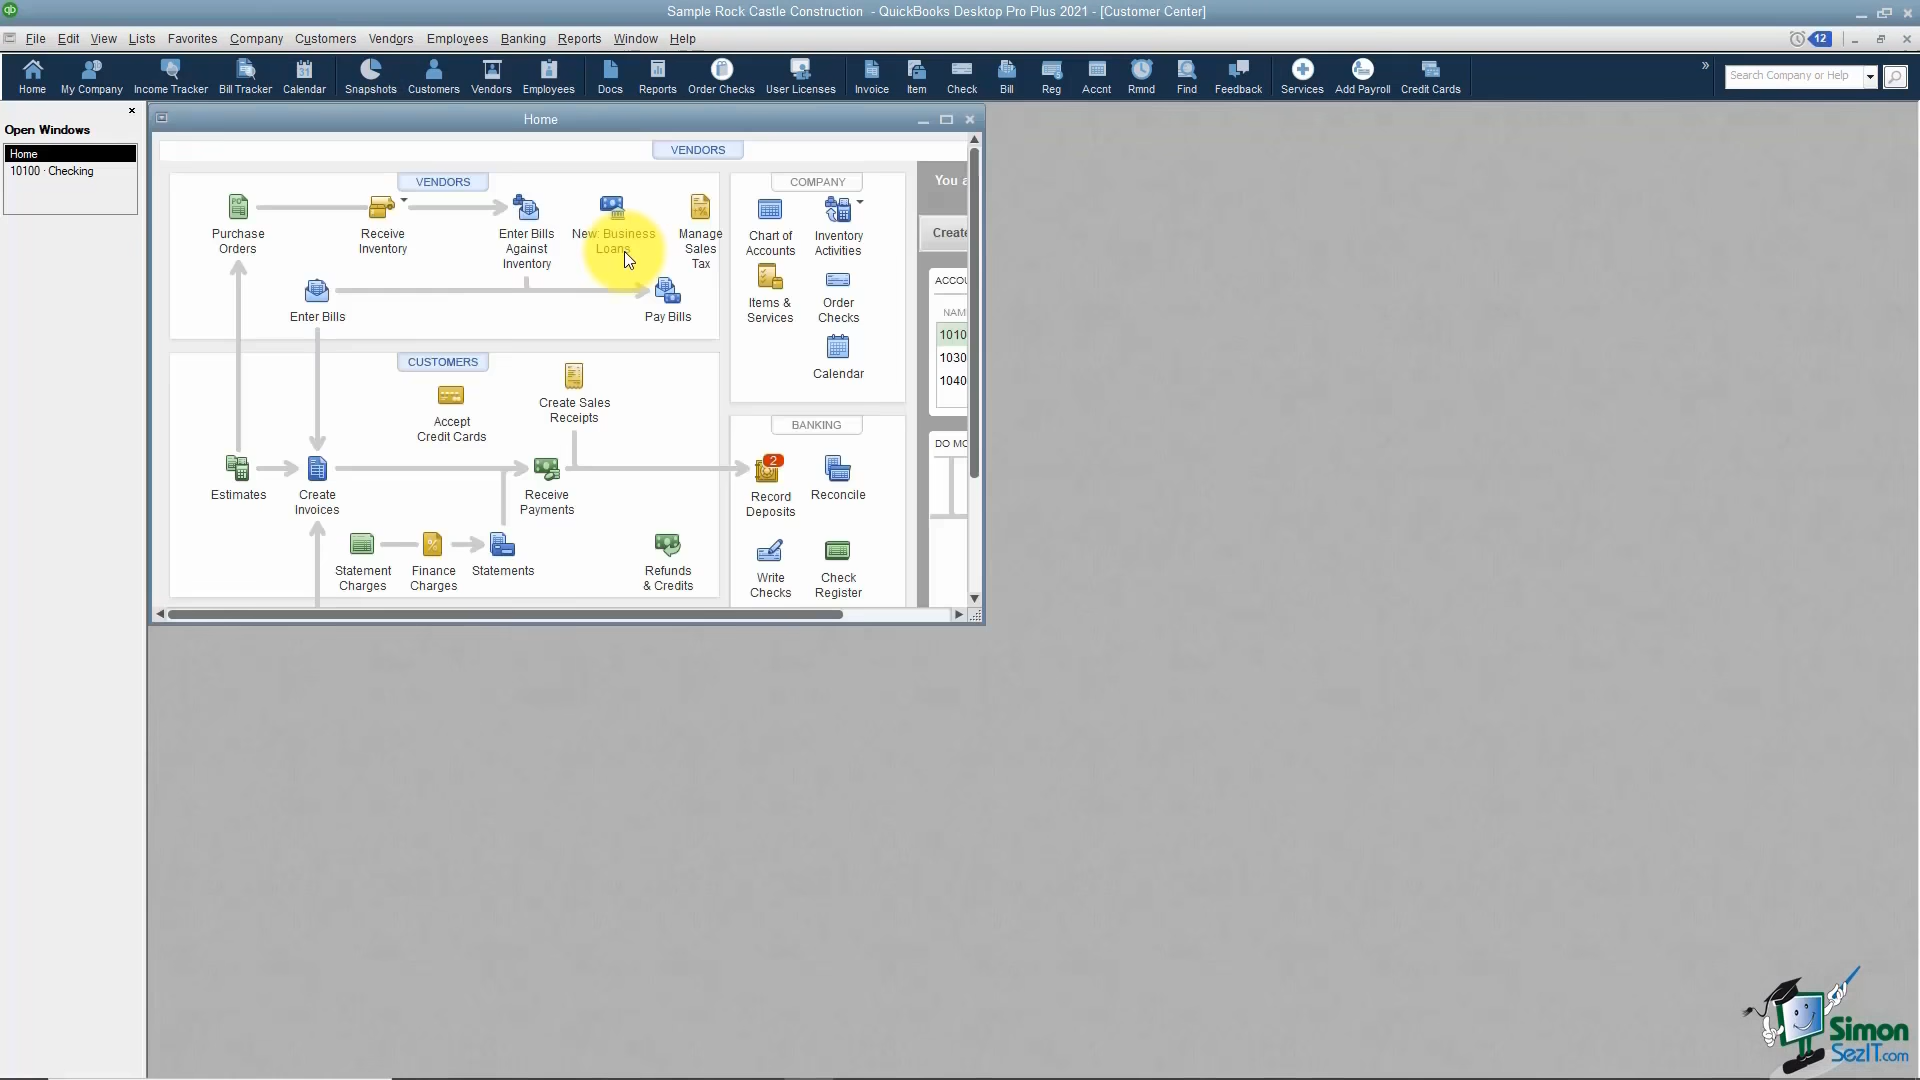 Sample Rock Castle Construction - QuickBooks Desktop Pro Plus 2021 - [Customer Center]
File Edit View Lists Favorites Company Customers Vendors Employees Banking Reports Window Help
12
Home My Company Income Tracker Bill Tracker Calendar Snapshots Customers Vendors Employees Docs Reports Order Checks User Licenses Invoice Item Check Bill Reg Accnt Rmnd Find Feedback Services Add Payroll Credit Cards
Search Company or Help
Open Windows
Home
10100 · Checking
Home
VENDORS
VENDORS
Purchase
Orders
Receive
Inventory
Enter Bills
Against
Inventory
New: Business
Loans
Manage
Sales
Tax
Enter Bills
Pay Bills
CUSTOMERS
Accept
Credit Cards
Create Sales
Receipts
Estimates
Create
Invoices
Receive
Payments
Statement
Charges
Finance
Charges
Statements
Refunds
& Credits
COMPANY
Chart of
Accounts
Inventory
Activities
Items &
Services
Order
Checks
Calendar
BANKING
2
Record
Deposits
Reconcile
Write
Checks
Check
Register
You a
Create
ACCOU
NAM
1010
1030
1040
DO MO
Simon
SezIT.com